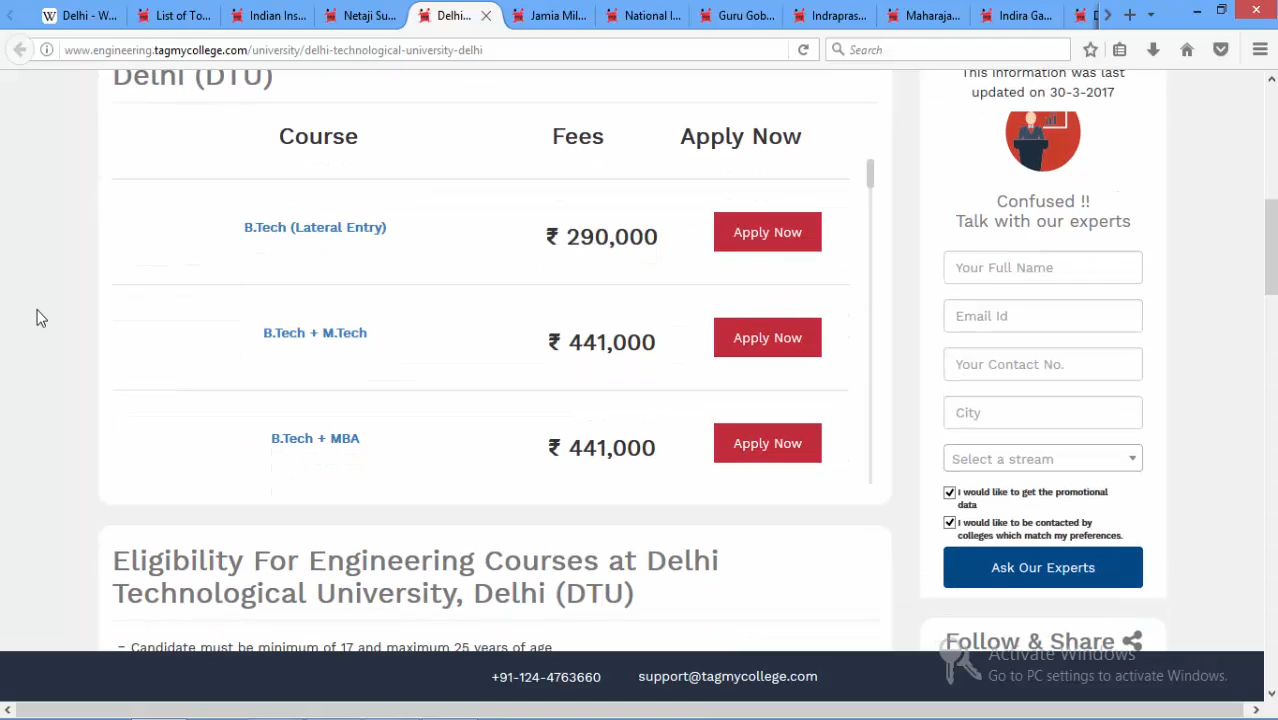 Delhi - W...
List of To...
Indian Ins...
Netaji Su...
Delhi...
Jamia Mil...
National I...
Guru Gob...
Indrapras...
Maharaja...
Indira Ga...
www.engineering.tagmycollege.com/university/delhi-technological-university-delhi
Search
Delhi (DTU)
Course Fees Apply Now
B.Tech (Lateral Entry) ₹ 290,000 Apply Now
B.Tech + M.Tech ₹ 441,000 Apply Now
B.Tech + MBA ₹ 441,000 Apply Now
Eligibility For Engineering Courses at Delhi
Technological University, Delhi (DTU)
– Candidate must be minimum of 17 and maximum 25 years of age
This information was last
updated on 30-3-2017
Confused !!
Talk with our experts
Your Full Name
Email Id
Your Contact No.
City
Select a stream
I would like to get the promotional
data
I would like to be contacted by
colleges which match my preferences.
Ask Our Experts
Follow & Share
Activate Windows
Go to PC settings to activate Windows.
+91-124-4763660 support@tagmycollege.com